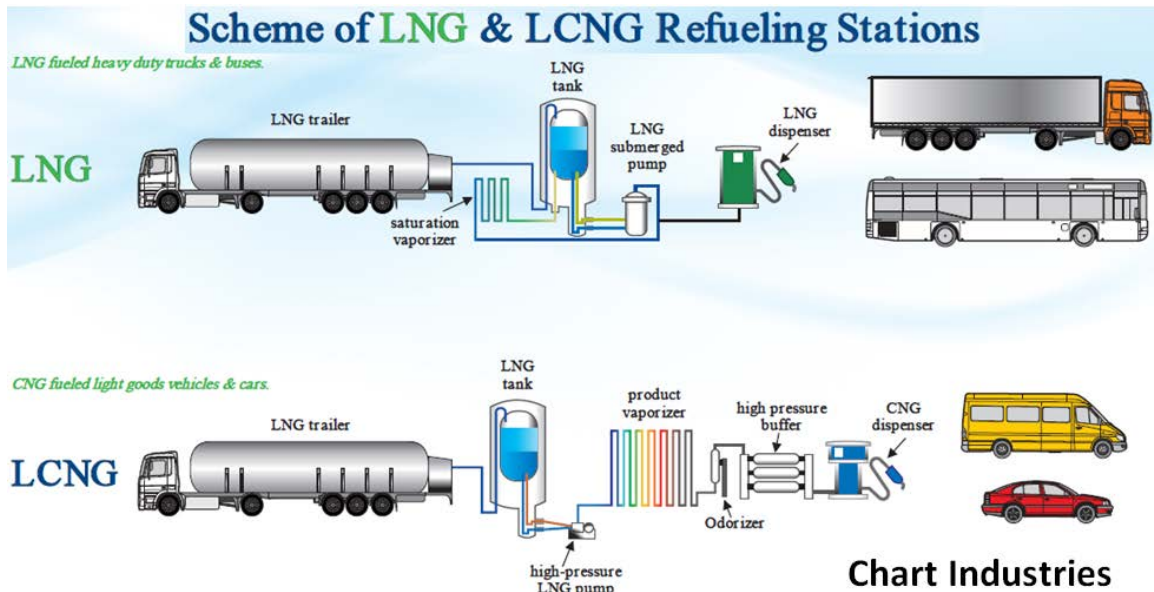 Scheme of LNG & LCNG Refueling Stations
LNG fueled heavy duty trucks & buses.
LNG
LNG trailer
LNG
tank
LNG
submerged
pump
LNG
dispenser
saturation
vaporizer
CNG fueled light goods vehicles & cars.
LCNG
LNG trailer
LNG
tank
product
vaporizer
high pressure
buffer
CNG
dispenser
Odorizer
high-pressure
LNG pump
Chart Industries